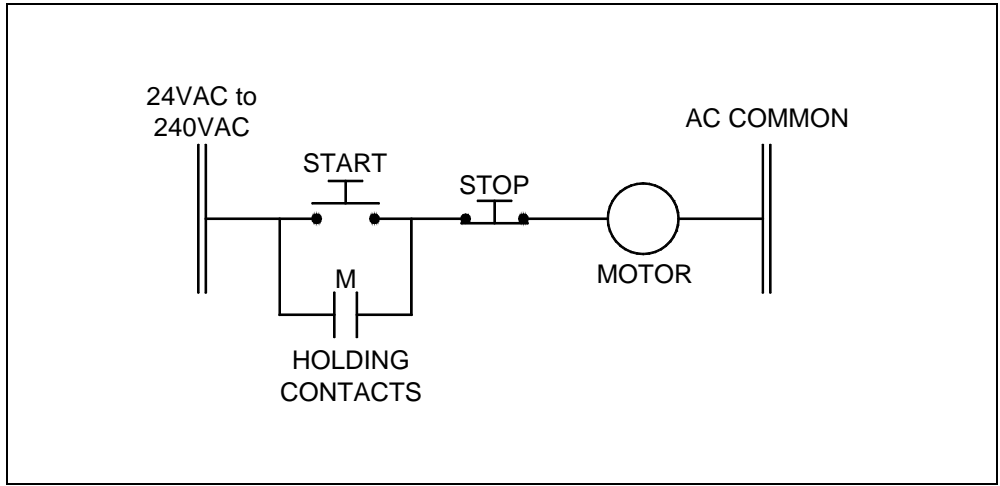 24VAC to
240VAC
AC COMMON
START
STOP
MOTOR
M
HOLDING
CONTACTS